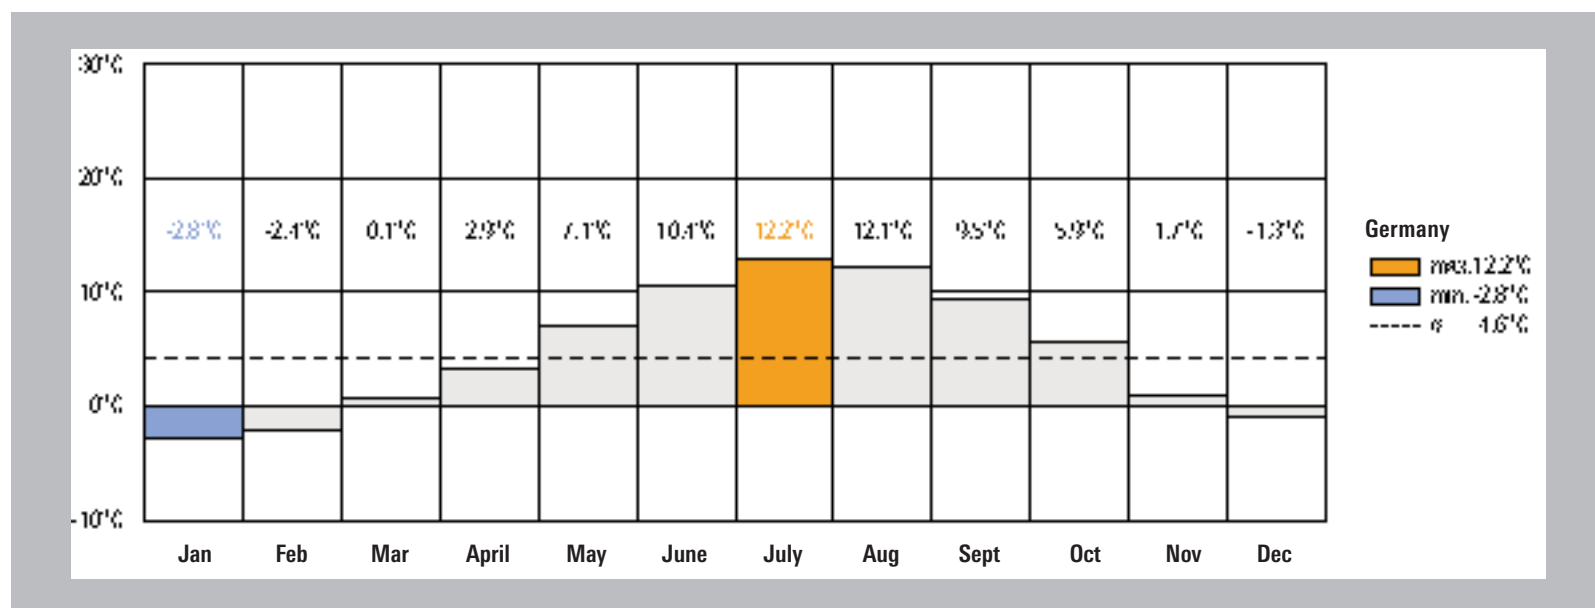 30°C
20°C
-2.8°C -2.4°C 0.1°C 2.9°C 7.1°C 10.4°C 12.2°C 12.1°C 9.5°C 5.9°C 1.7°C -1.3°C
Germany
max. 12.2°C
10°C
min. -2.8°C
4.6°C
0°C
-10°C
Jan Feb Mar April May June July Aug Sept Oct Nov Dec